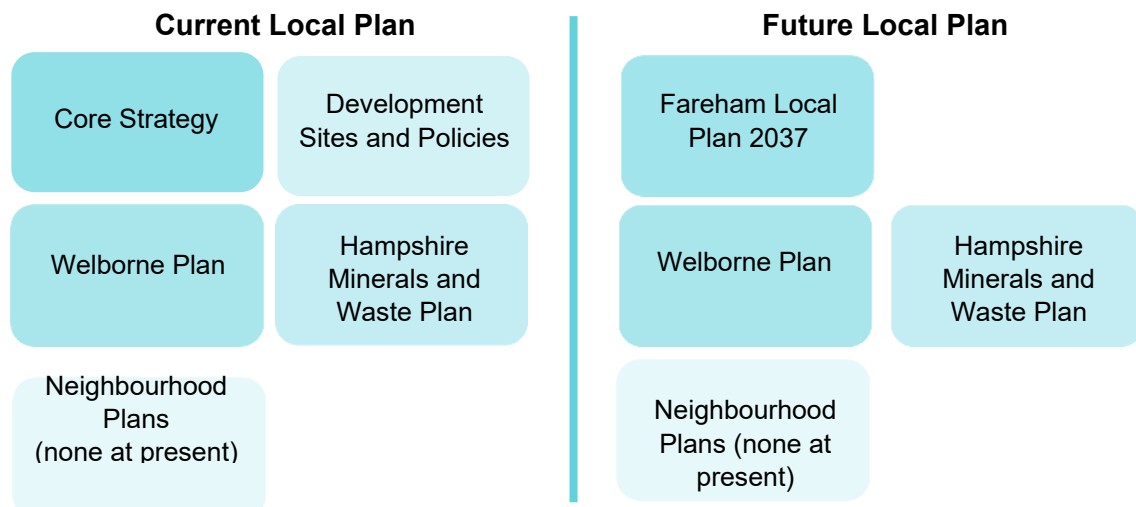 Current Local Plan
Core Strategy
Development
Sites and Policies
Welborne Plan
Hampshire
Minerals and
Waste Plan
Neighbourhood
Plans
(none at present)
Future Local Plan
Fareham Local
Plan 2037
Welborne Plan
Hampshire
Minerals and
Waste Plan
Neighbourhood
Plans (none at
present)